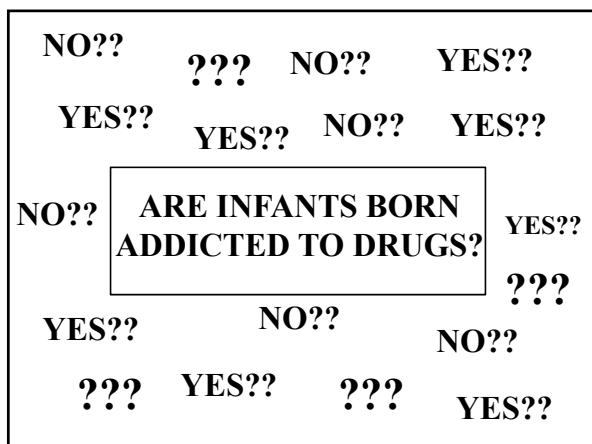 NO??
???
NO??
YES??
YES??
YES??
NO??
YES??
NO??
ARE INFANTS BORN
ADDICTED TO DRUGS?
YES??
???
YES??
NO??
NO??
???
YES??
???
YES??